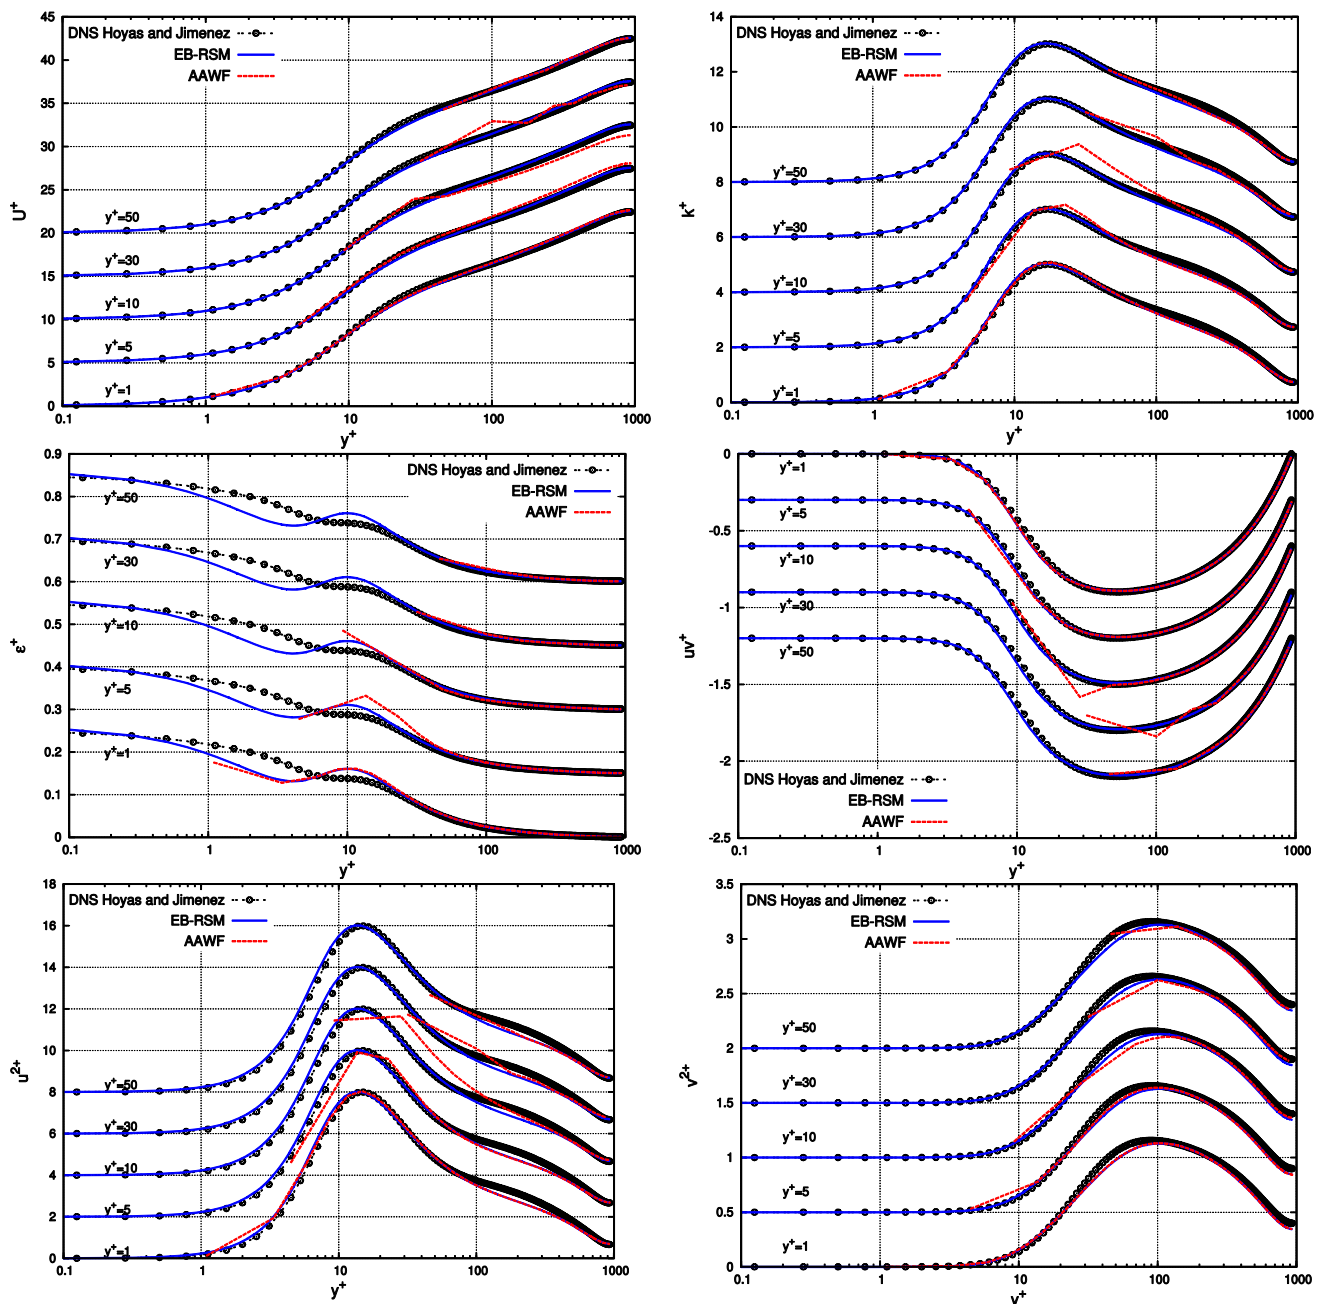 U+
DNS Hoyas and Jimenez
EB-RSM
AAWF
45
40
35
30
25
20
15
10
5
0
y+=50
y+=30
y+=10
y+=5
y+=1
0.1 1 10 100 1000
y+
k+
DNS Hoyas and Jimenez
EB-RSM
AAWF
14
12
10
8
6
4
2
0
y+=50
y+=30
y+=10
y+=5
y+=1
0.1 1 10 100 1000
y+
ε+
DNS Hoyas and Jimenez
EB-RSM
AAWF
0.9
0.8
0.7
0.6
0.5
0.4
0.3
0.2
0.1
0
y+=50
y+=30
y+=10
y+=5
y+=1
0.1 1 10 100 1000
y+
uv+
0
-0.5
-1
-1.5
-2
-2.5
y+=1
y+=5
y+=10
y+=30
y+=50
DNS Hoyas and Jimenez
EB-RSM
AAWF
0.1 1 10 100 1000
y+
u2+
DNS Hoyas and Jimenez
EB-RSM
AAWF
18
16
14
12
10
8
6
4
2
0
y+=50
y+=30
y+=10
y+=5
y+=1
0.1 1 10 100 1000
y+
v2+
DNS Hoyas and Jimenez
EB-RSM
AAWF
3.5
3
2.5
2
1.5
1
0.5
0
y+=50
y+=30
y+=10
y+=5
y+=1
0.1 1 10 100 1000
y+